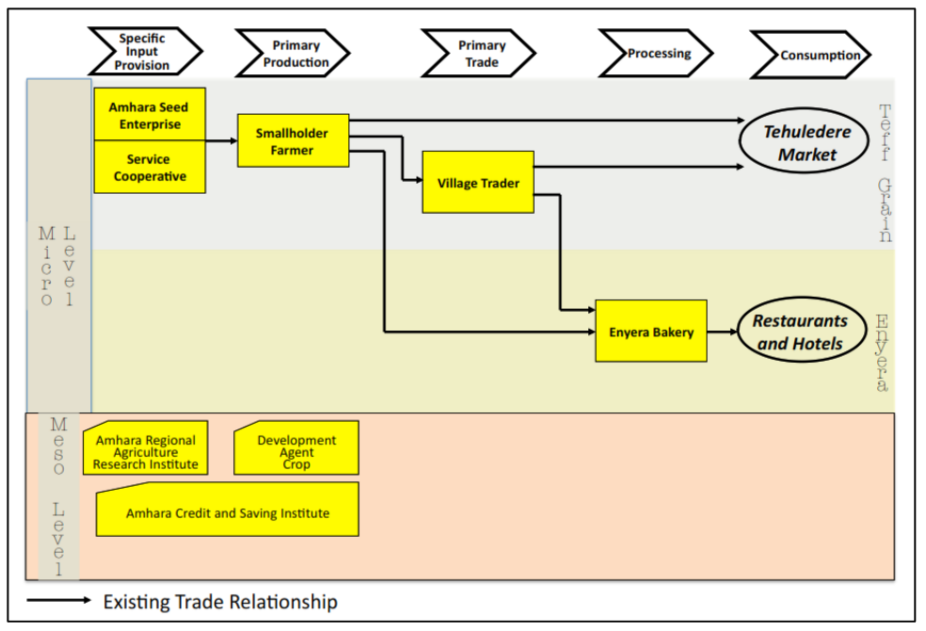 Specific
Input
Provision
Primary
Production
Primary
Trade
Processing
Consumption
Amhara Seed
Enterprise
Service
Cooperative
Smallholder
Farmer
Village Trader
Tehuledere
Market
Teff Grain
Micro
Level
Enyera Bakery
Restaurants
and Hotels
Enyera
Meso Level
Amhara Regional
Agriculture
Research Institute
Development
Agent
Crop
Amhara Credit and Saving Institute
Existing Trade Relationship